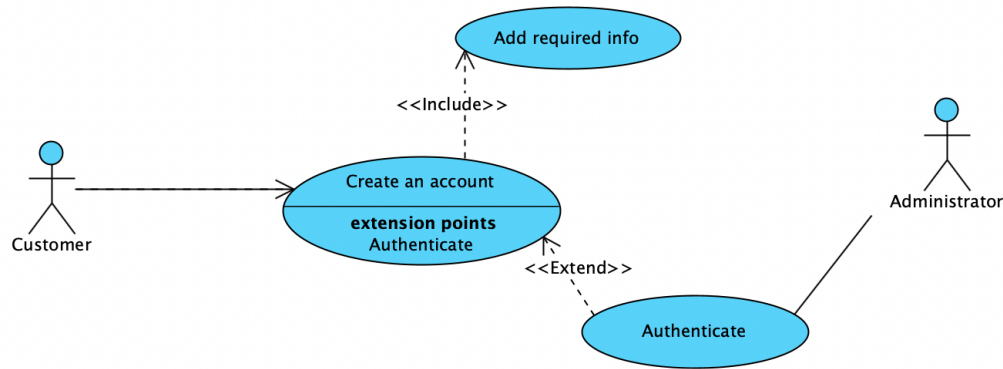 Add required info
<<Include>>
Create an account
extension points
Authenticate
Customer
Administrator
<<Extend>>
Authenticate